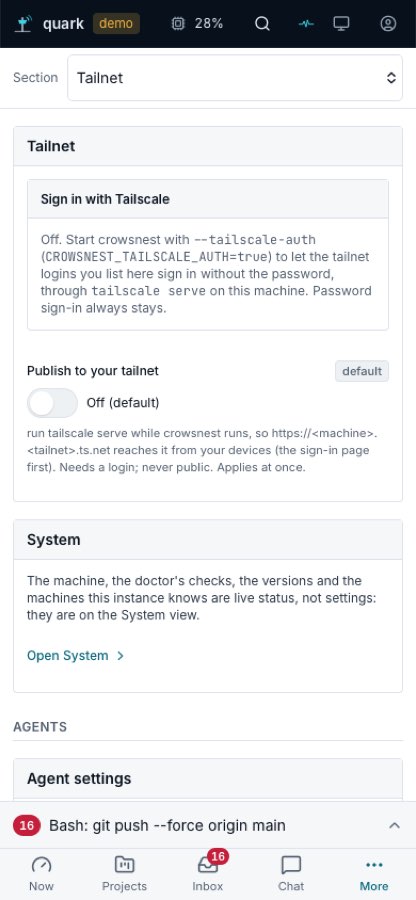 quark demo 28%
Section Tailnet
Tailnet
Sign in with Tailscale
Off. Start crowsnest with --tailscale-auth
(CROWSNEST_TAILSCALE_AUTH=true) to let the tailnet
logins you list here sign in without the password,
through tailscale serve on this machine. Password
sign-in always stays.
Publish to your tailnet default
Off (default)
run tailscale serve while crowsnest runs, so https://<machine>.
<tailnet>.ts.net reaches it from your devices (the sign-in page
first). Needs a login; never public. Applies at once.
System
The machine, the doctor's checks, the versions and the
machines this instance knows are live status, not settings:
they are on the System view.
Open System
AGENTS
Agent settings
16 Bash: git push --force origin main
16
Now Projects Inbox Chat More